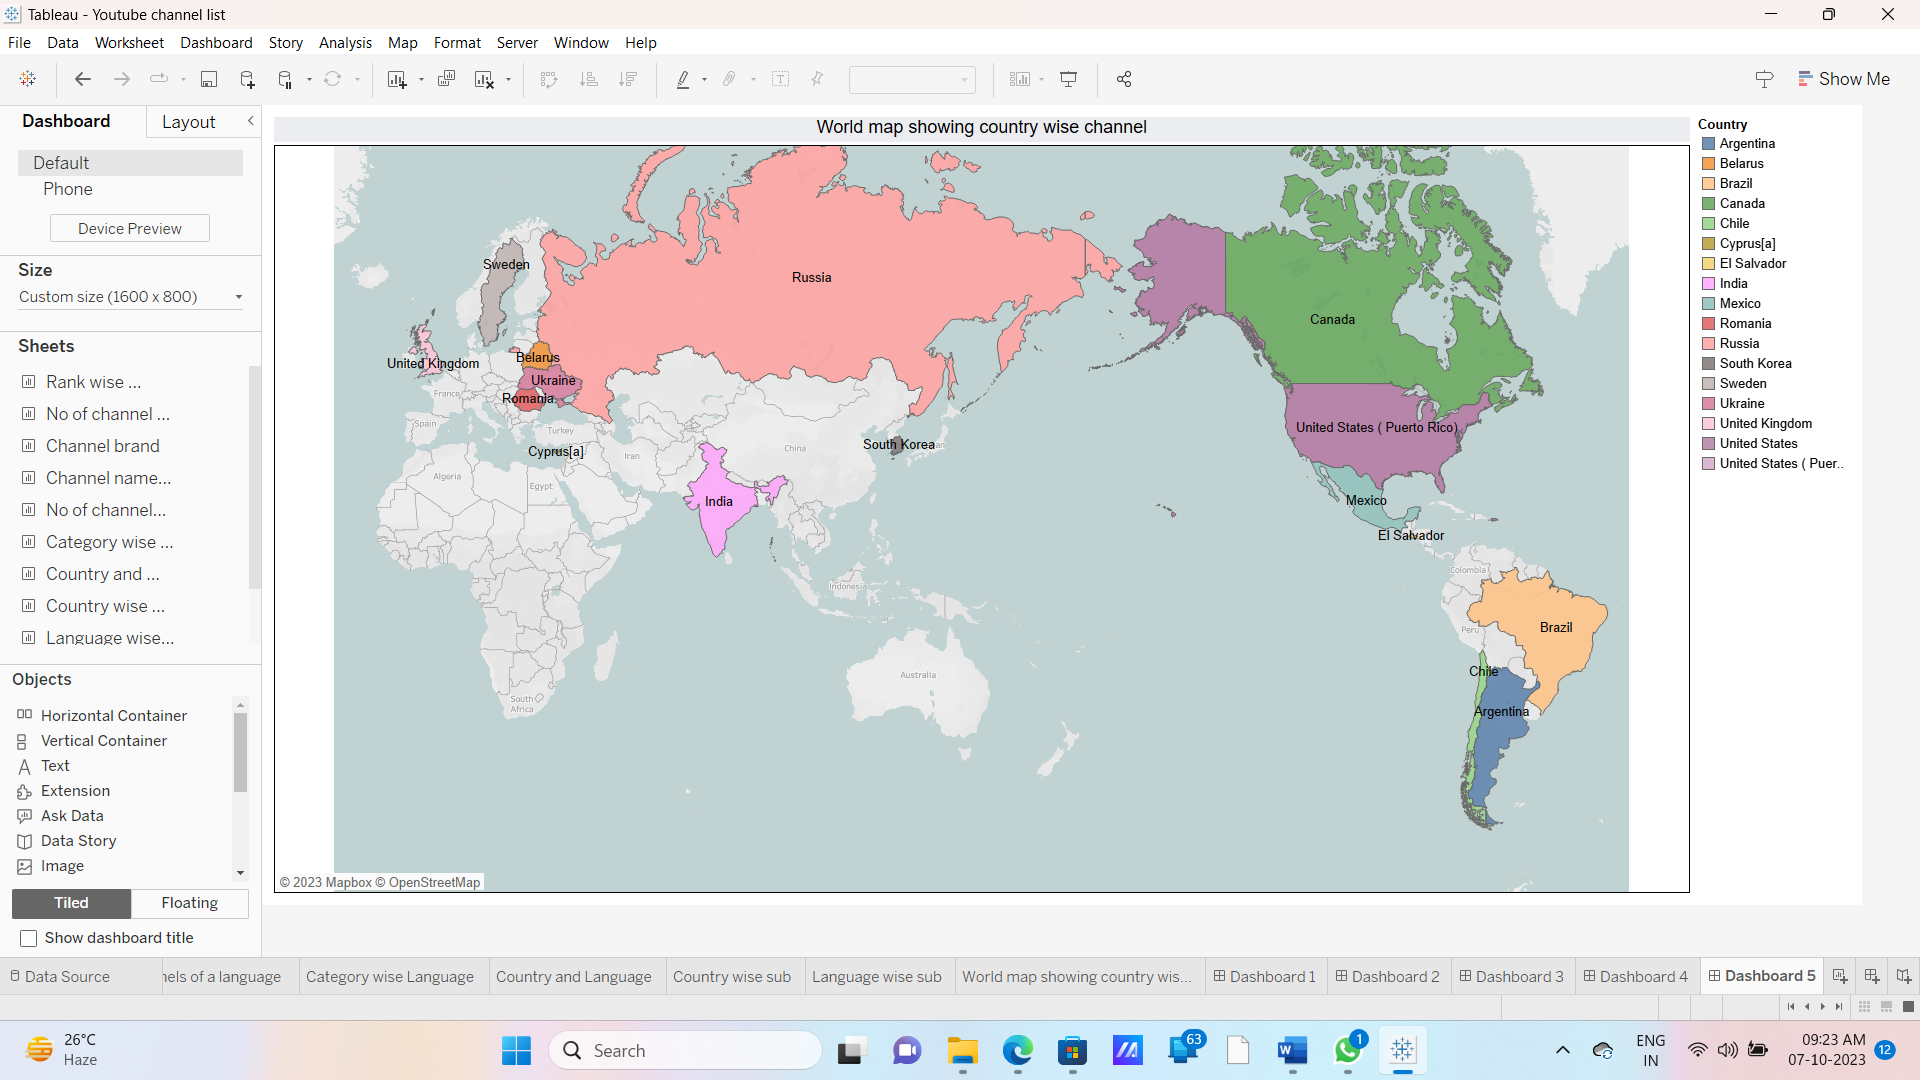 Tableau - Youtube channel list
File Data Worksheet Dashboard Story Analysis Map Format Server Window Help
Show Me
Dashboard Layout
Default
Phone
Device Preview
Size
Custom size (1600 x 800)
Sheets
Rank wise ...
No of channel ...
Channel brand
Channel name...
No of channel...
Category wise ...
Country and ...
Country wise ...
Language wise...
Objects
Horizontal Container
Vertical Container
Text
Extension
Ask Data
Data Story
Image
Tiled Floating
Show dashboard title
World map showing country wise channel
Sweden
Russia
Canada
United Kingdom
Belarus
Ukraine
France
Romania
Spain
Turkey
United States ( Puerto Rico)
South Korea
China
Cyprus[a]
Iran
Algeria
Egypt
India
Mexico
El Salvador
Colombia
Indonesia
Brazil
Peru
Chile
Australia
South
Africa
Argentina
© 2023 Mapbox © OpenStreetMap
Country
Argentina
Belarus
Brazil
Canada
Chile
Cyprus[a]
El Salvador
India
Mexico
Romania
Russia
South Korea
Sweden
Ukraine
United Kingdom
United States
United States ( Puer..
Data Source nels of a language Category wise Language Country and Language Country wise sub Language wise sub World map showing country wis... Dashboard 1 Dashboard 2 Dashboard 3 Dashboard 4 Dashboard 5
26°C
Haze
Search
63
1
ENG
IN
09:23 AM
07-10-2023
12